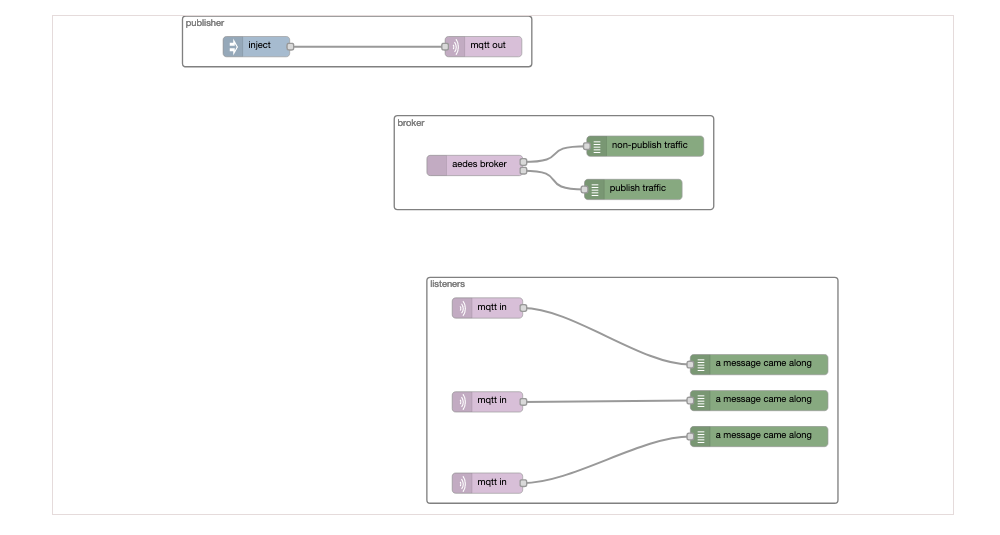 publisher
inject
mqtt out
broker
aedes broker
non-publish traffic
publish traffic
listeners
mqtt in
a message came along
mqtt in
a message came along
a message came along
mqtt in